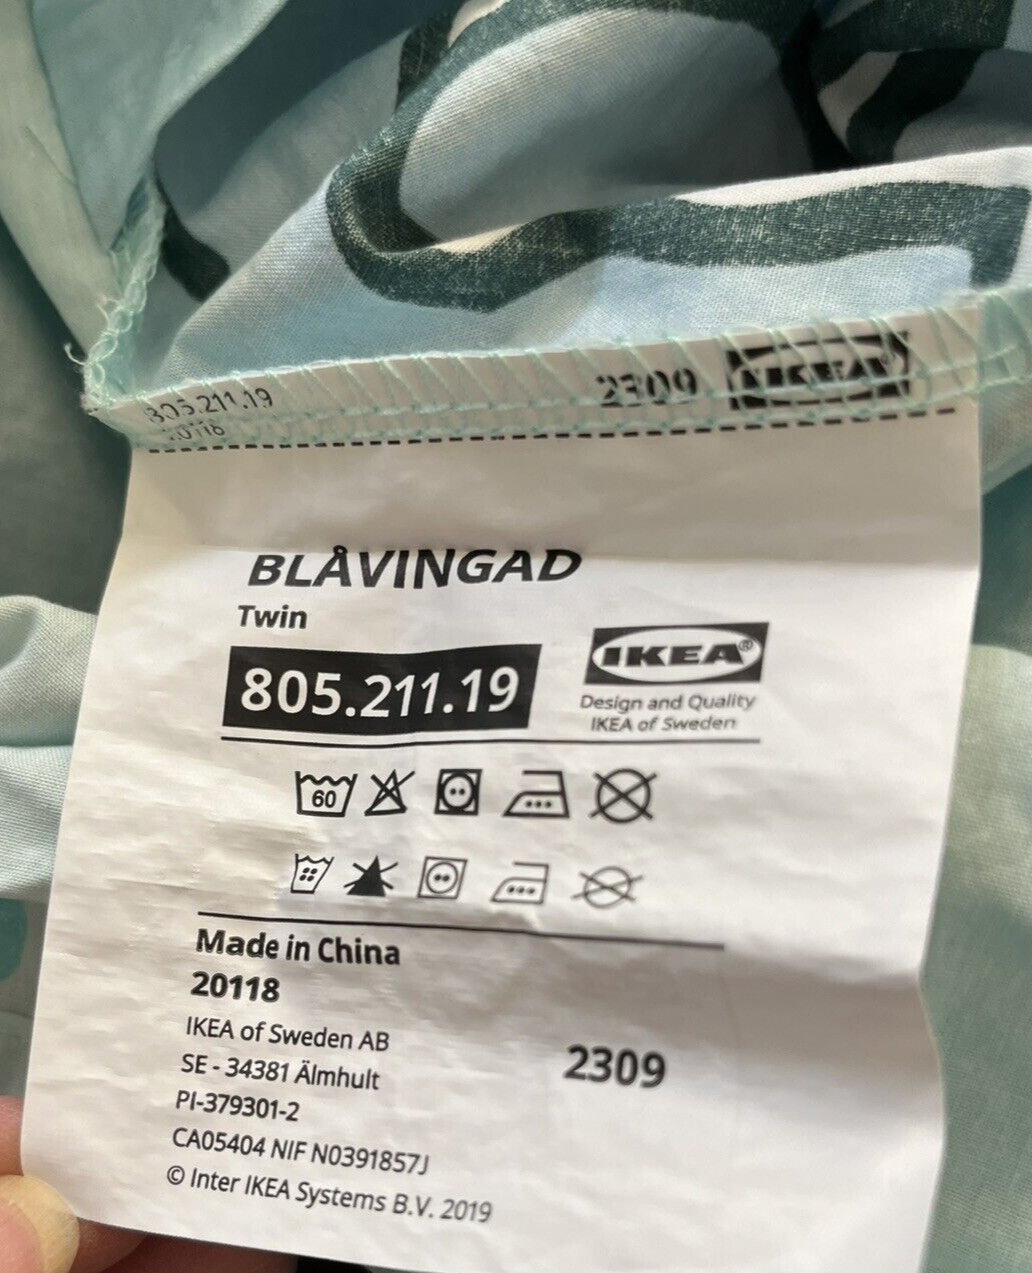 805.211.19 2309 IKEA
20118
BLÅVINGAD
Twin
805.211.19
IKEA®
Design and Quality
IKEA of Sweden
60
Made in China
20118
IKEA of Sweden AB
SE - 34381 Älmhult
2309
PI-379301-2
CA05404 NIF N0391857J
© Inter IKEA Systems B.V. 2019